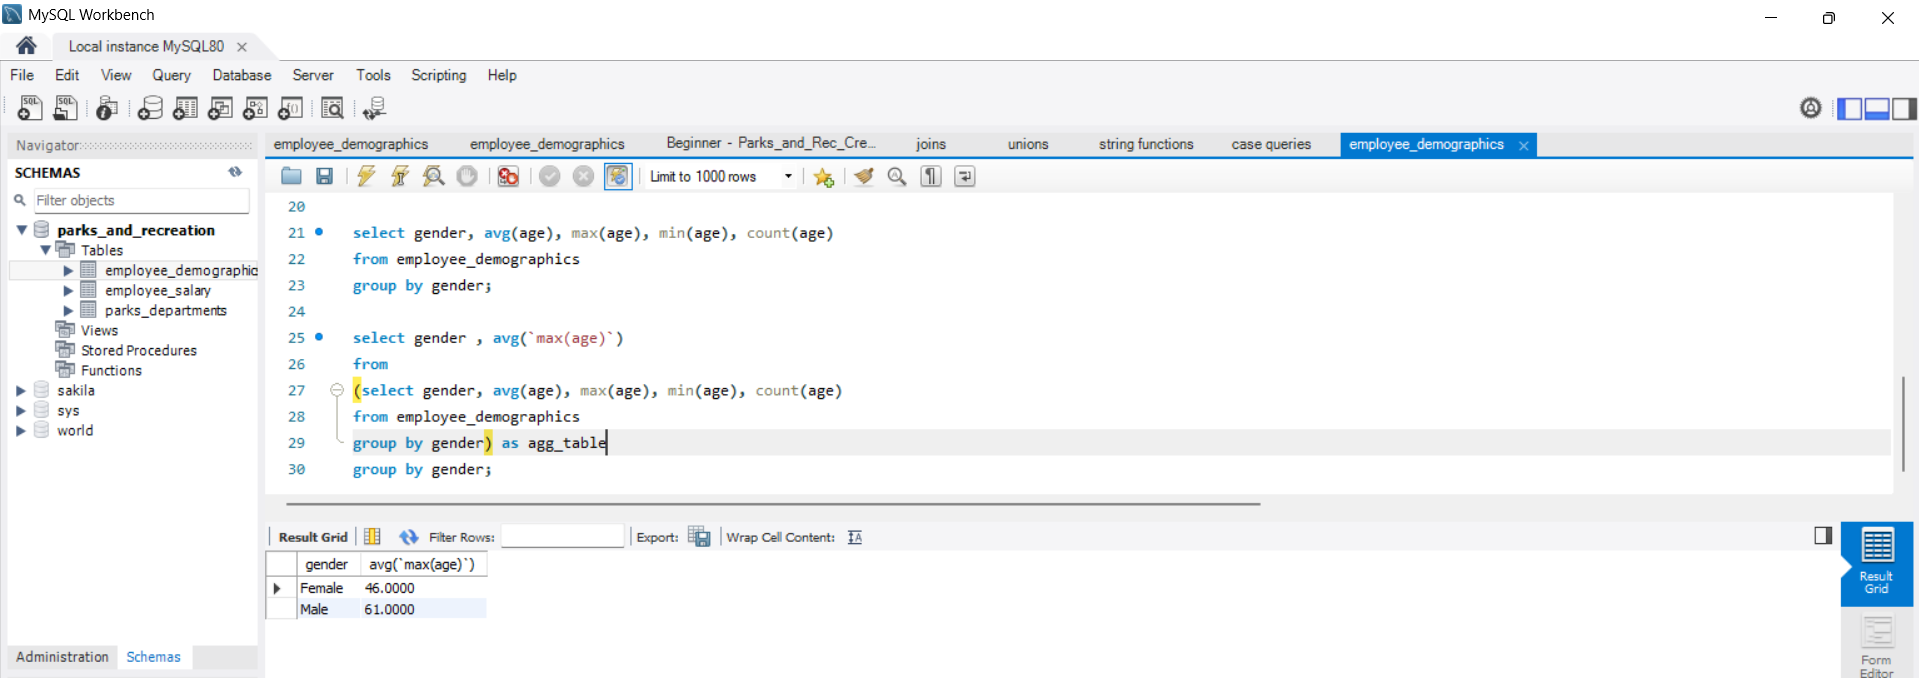 MySQL Workbench
Local instance MySQL80
File Edit View Query Database Server Tools Scripting Help
Navigator
SCHEMAS
Filter objects
parks_and_recreation
Tables
employee_demographic
employee_salary
parks_departments
Views
Stored Procedures
Functions
sakila
sys
world
Administration Schemas
employee_demographics employee_demographics Beginner - Parks_and_Rec_Cre... joins unions string functions case queries employee_demographics
Limit to 1000 rows
20
21 select gender, avg(age), max(age), min(age), count(age)
22 from employee_demographics
23 group by gender;
24
25 select gender , avg(`max(age)`)
26 from
27 (select gender, avg(age), max(age), min(age), count(age)
28 from employee_demographics
29 group by gender) as agg_table
30 group by gender;
Result Grid Filter Rows: Export: Wrap Cell Content:
gender avg(`max(age)`)
Female 46.0000
Male 61.0000
Result
Grid
Form
Editor